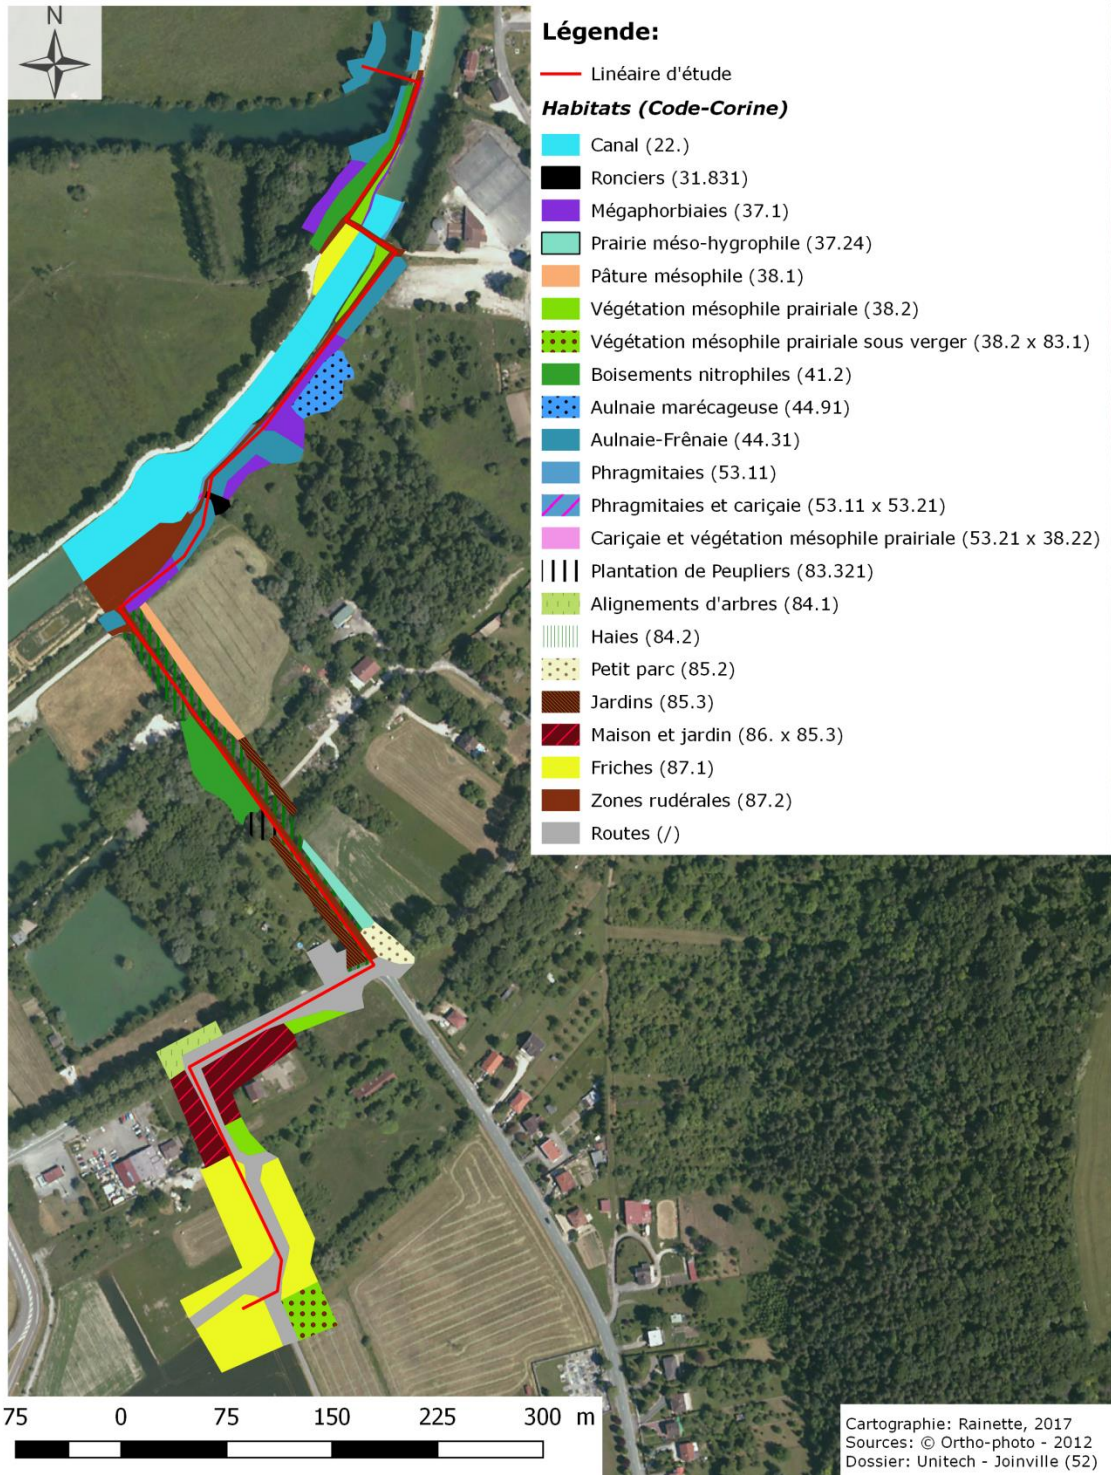 N
Légende:
Linéaire d'étude
Habitats (Code-Corine)
Canal (22.)
Ronciers (31.831)
Mégaphorbiaies (37.1)
Prairie méso-hygrophile (37.24)
Pâture mésophile (38.1)
Végétation mésophile prairiale (38.2)
Végétation mésophile prairiale sous verger (38.2 x 83.1)
Boisements nitrophiles (41.2)
Aulnaie marécageuse (44.91)
Aulnaie-Frênaie (44.31)
Phragmitaies (53.11)
Phragmitaies et cariçaie (53.11 x 53.21)
Cariçaie et végétation mésophile prairiale (53.21 x 38.22)
Plantation de Peupliers (83.321)
Alignements d'arbres (84.1)
Haies (84.2)
Petit parc (85.2)
Jardins (85.3)
Maison et jardin (86. x 85.3)
Friches (87.1)
Zones rudérales (87.2)
Routes (/)
75 0 75 150 225 300 m
Cartographie: Rainette, 2017
Sources: © Ortho-photo - 2012
Dossier: Unitech - Joinville (52)